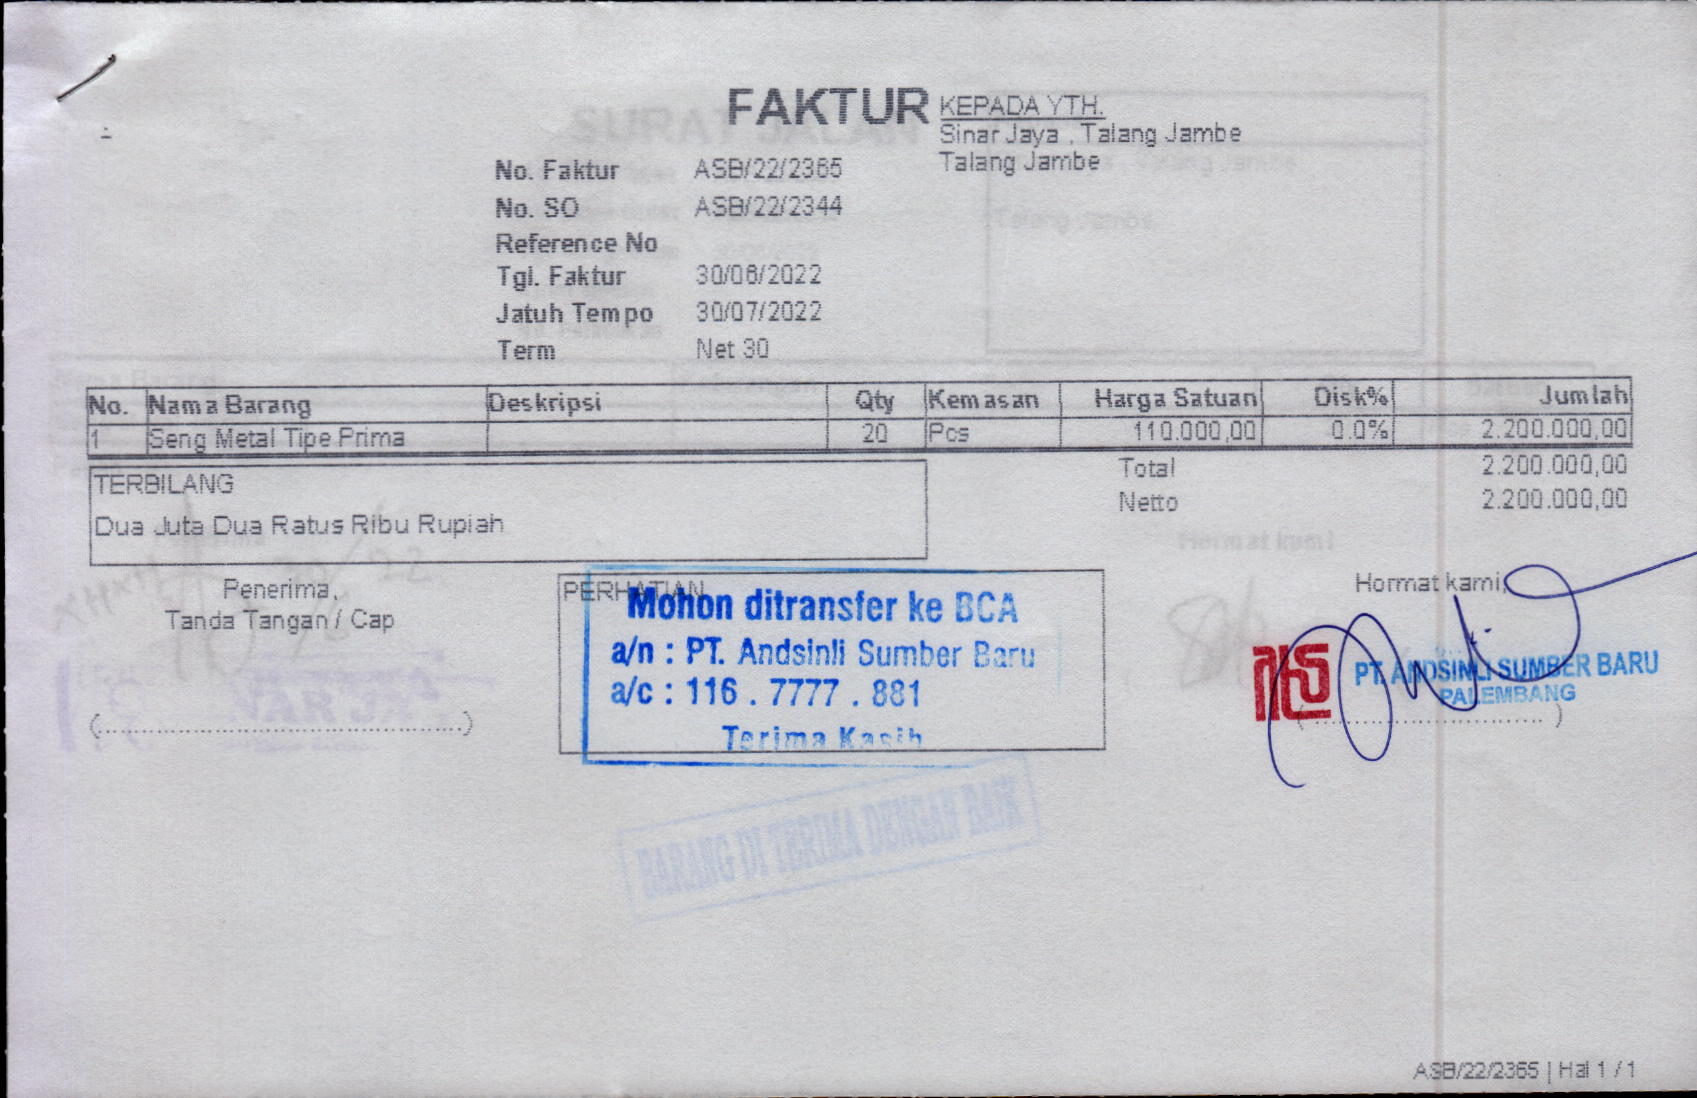 FAKTUR
KEPADA YTH.
Sinar Jaya , Talang Jambe
Talang Jambe
No. Faktur ASB/22/2365
No. SO ASB/22/2344
Reference No
Tgl. Faktur 30/06/2022
Jatuh Tempo 30/07/2022
Term Net 30
No. Nama Barang Deskripsi Qty Kemasan Harga Satuan Disk% Jumlah
1 Seng Metal Tipe Prima 20 Pcs 110.000,00 0.0% 2.200.000,00
Total 2.200.000,00
Netto 2.200.000,00
TERBILANG
Dua Juta Dua Ratus Ribu Rupiah
Penerima,
Tanda Tangan / Cap
(................................................)
PERHATIAN
Mohon ditransfer ke BCA
a/n : PT. Andsinli Sumber Baru
a/c : 116 . 7777 . 881
Terima Kasih
Hormat kami,
PT. ANDSINLI SUMBER BARU
PALEMBANG
(................................)
BARANG DI TERIMA DENGAN BAIK
ASB/22/2365 | Hal 1 / 1